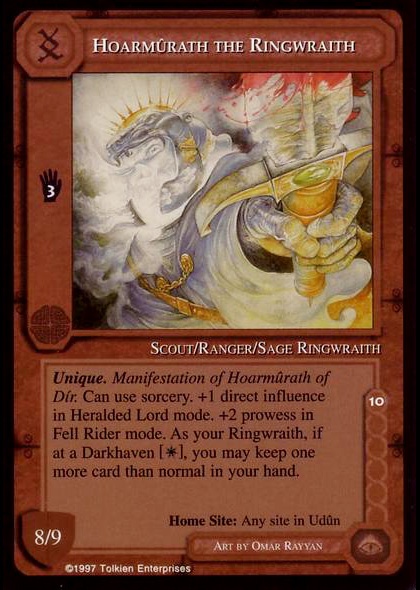 HOARMÛRATH THE RINGWRAITH
3
SCOUT/RANGER/SAGE RINGWRAITH
Unique. Manifestation of Hoarmûrath of
Dír. Can use sorcery. +1 direct influence
in Heralded Lord mode. +2 prowess in
Fell Rider mode. As your Ringwraith, if
at a Darkhaven [✶], you may keep one
more card than normal in your hand.
10
Home Site: Any site in Udûn
8/9
ART BY OMAR RAYYAN
©1997 Tolkien Enterprises